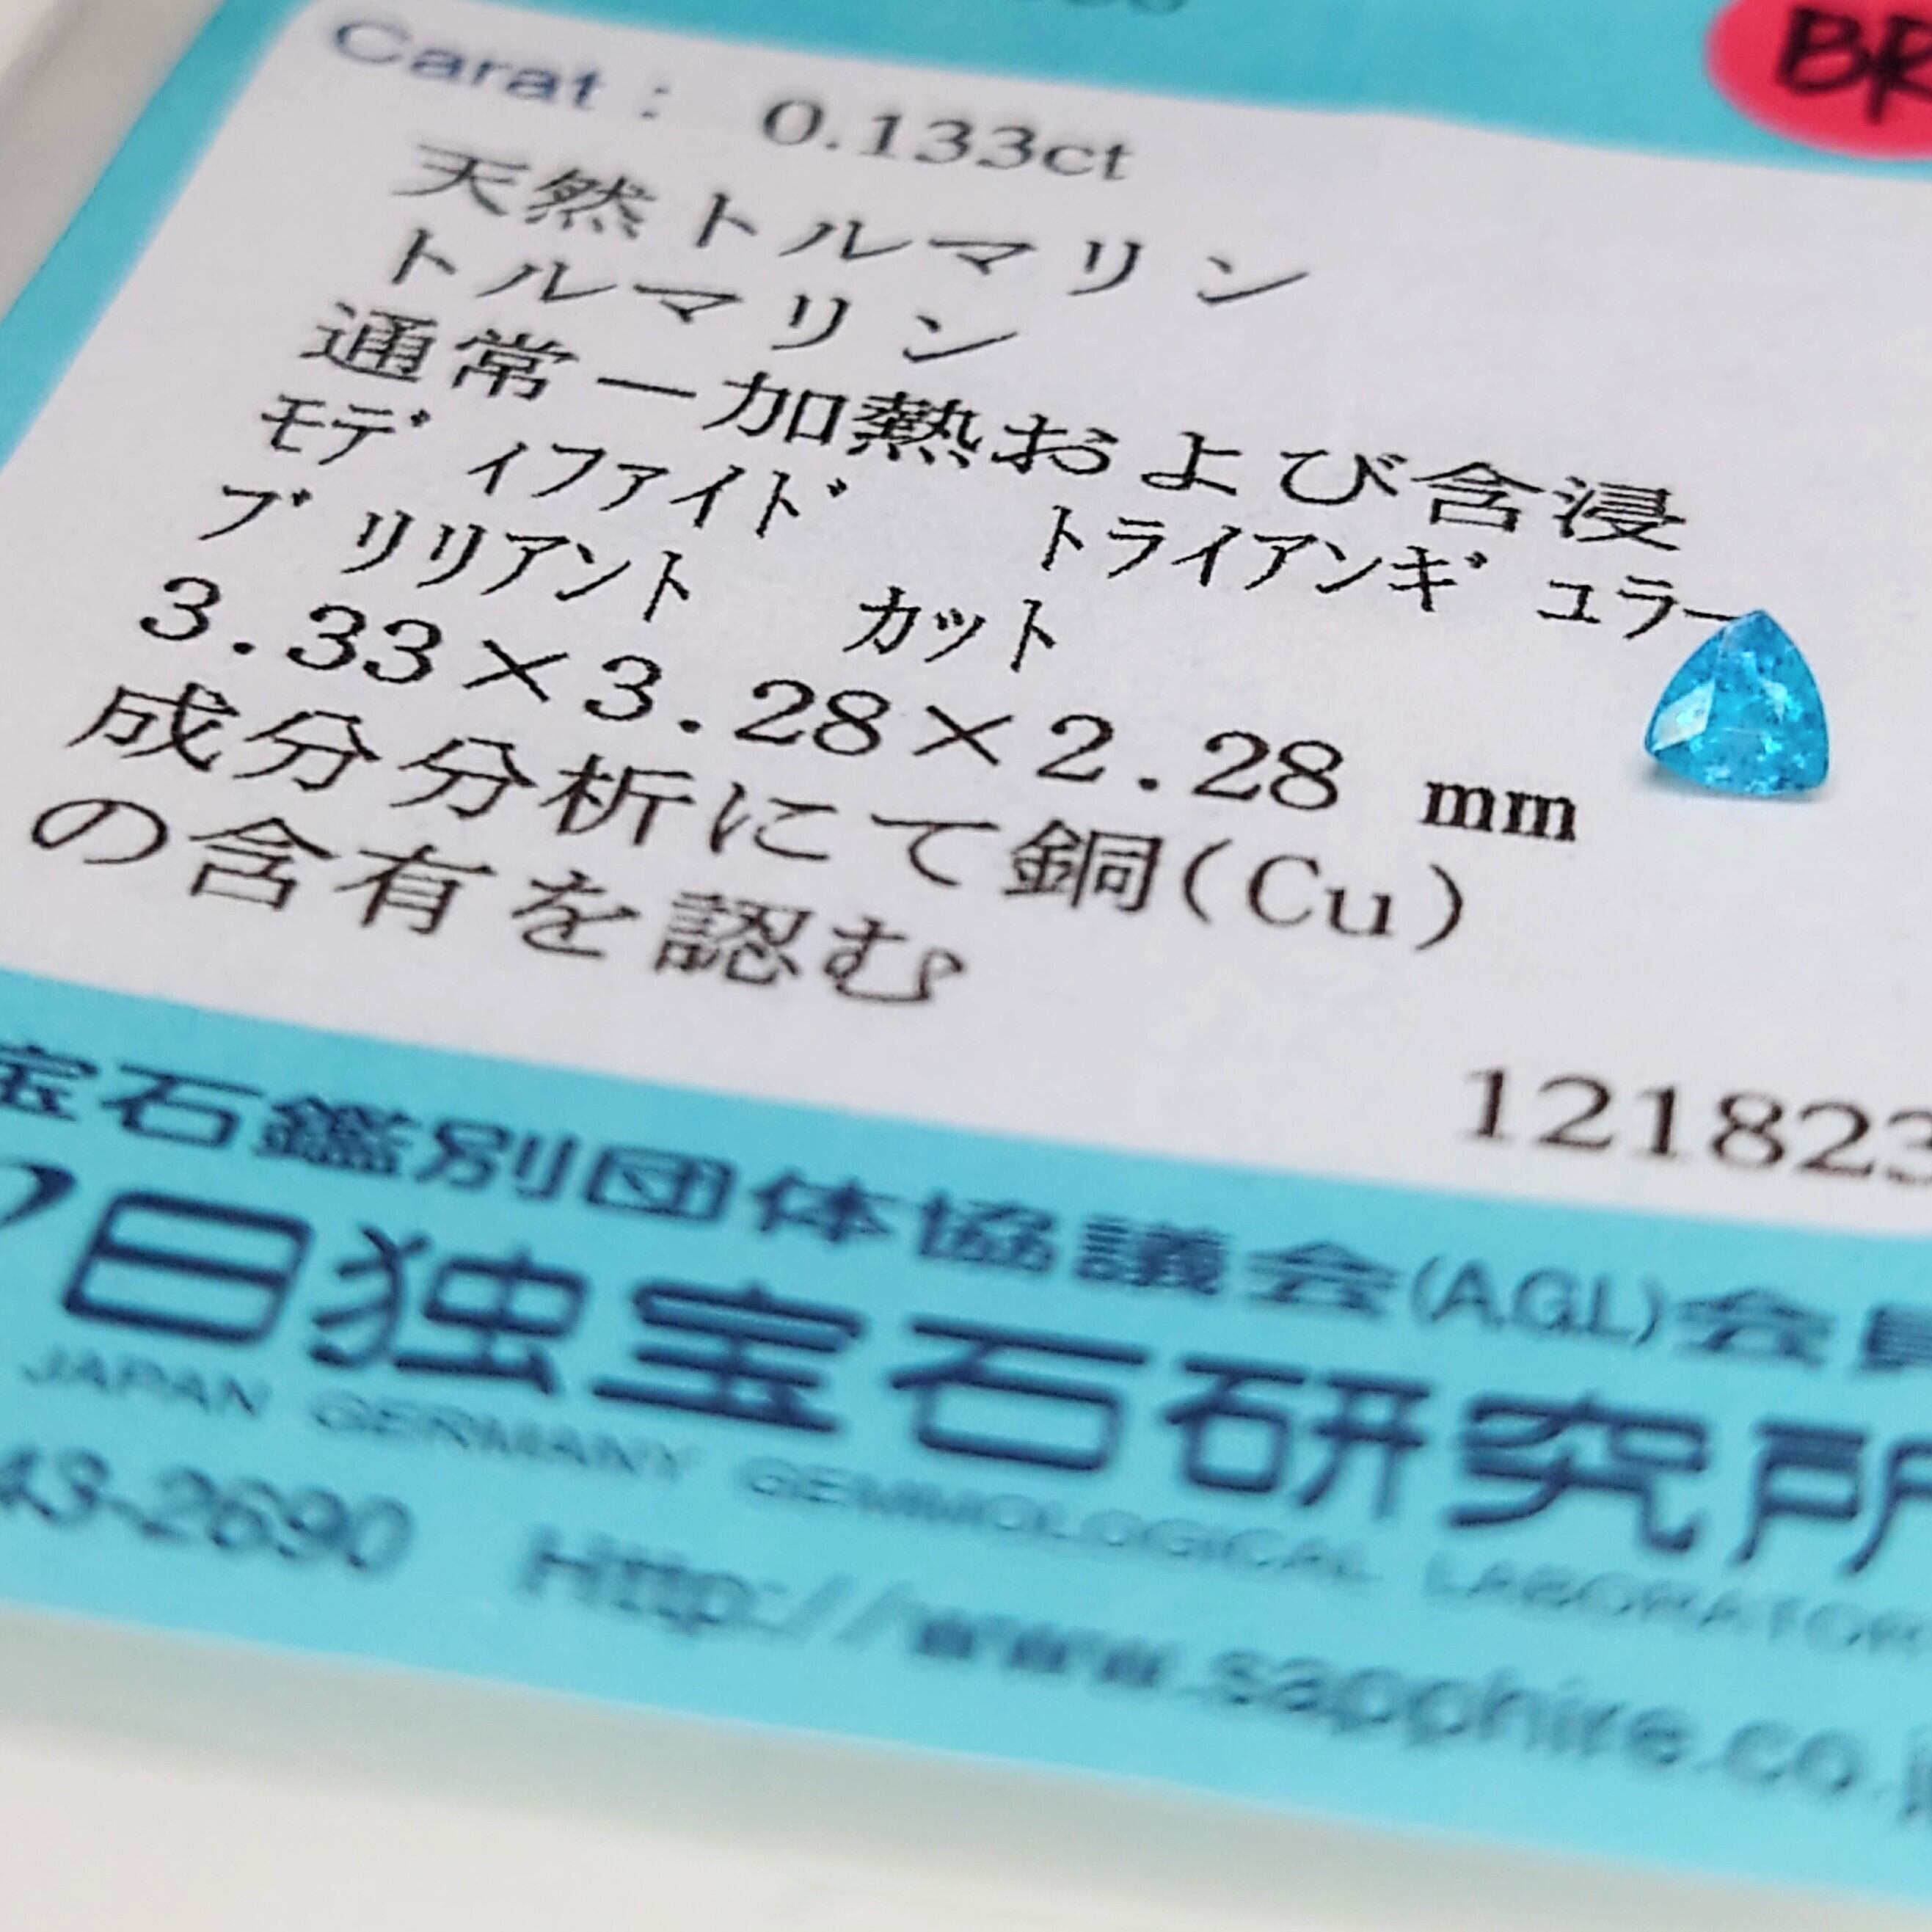 BR
Carat : 0.133ct
天然トルマリン
トルマリン
通常ー加熱および含浸
ﾓﾃﾞｨﾌｧｲﾄﾞ ﾄﾗｲｱﾝｷﾞｭﾗｰ
ﾌﾞﾘﾘｱﾝﾄ ｶｯﾄ
3.33×3.28×2.28 mm
成分分析にて銅(Cu)
の含有を認む
121823
宝石鑑別団体協議会(A.G.L)会員
日独宝石研究所
JAPAN GERMANY GEMMOLOGICAL LABORATOR
43-2690 Http://www.sapphire.co.j